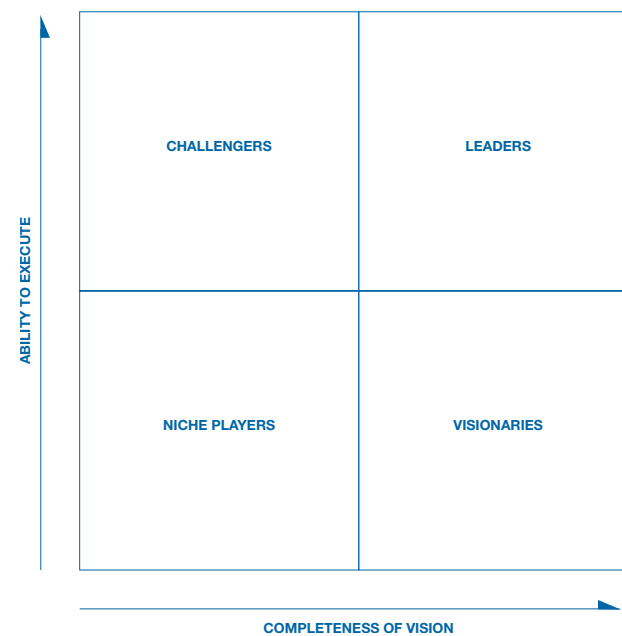 CHALLENGERS
LEADERS
ABILITY TO EXECUTE
NICHE PLAYERS
VISIONARIES
COMPLETENESS OF VISION